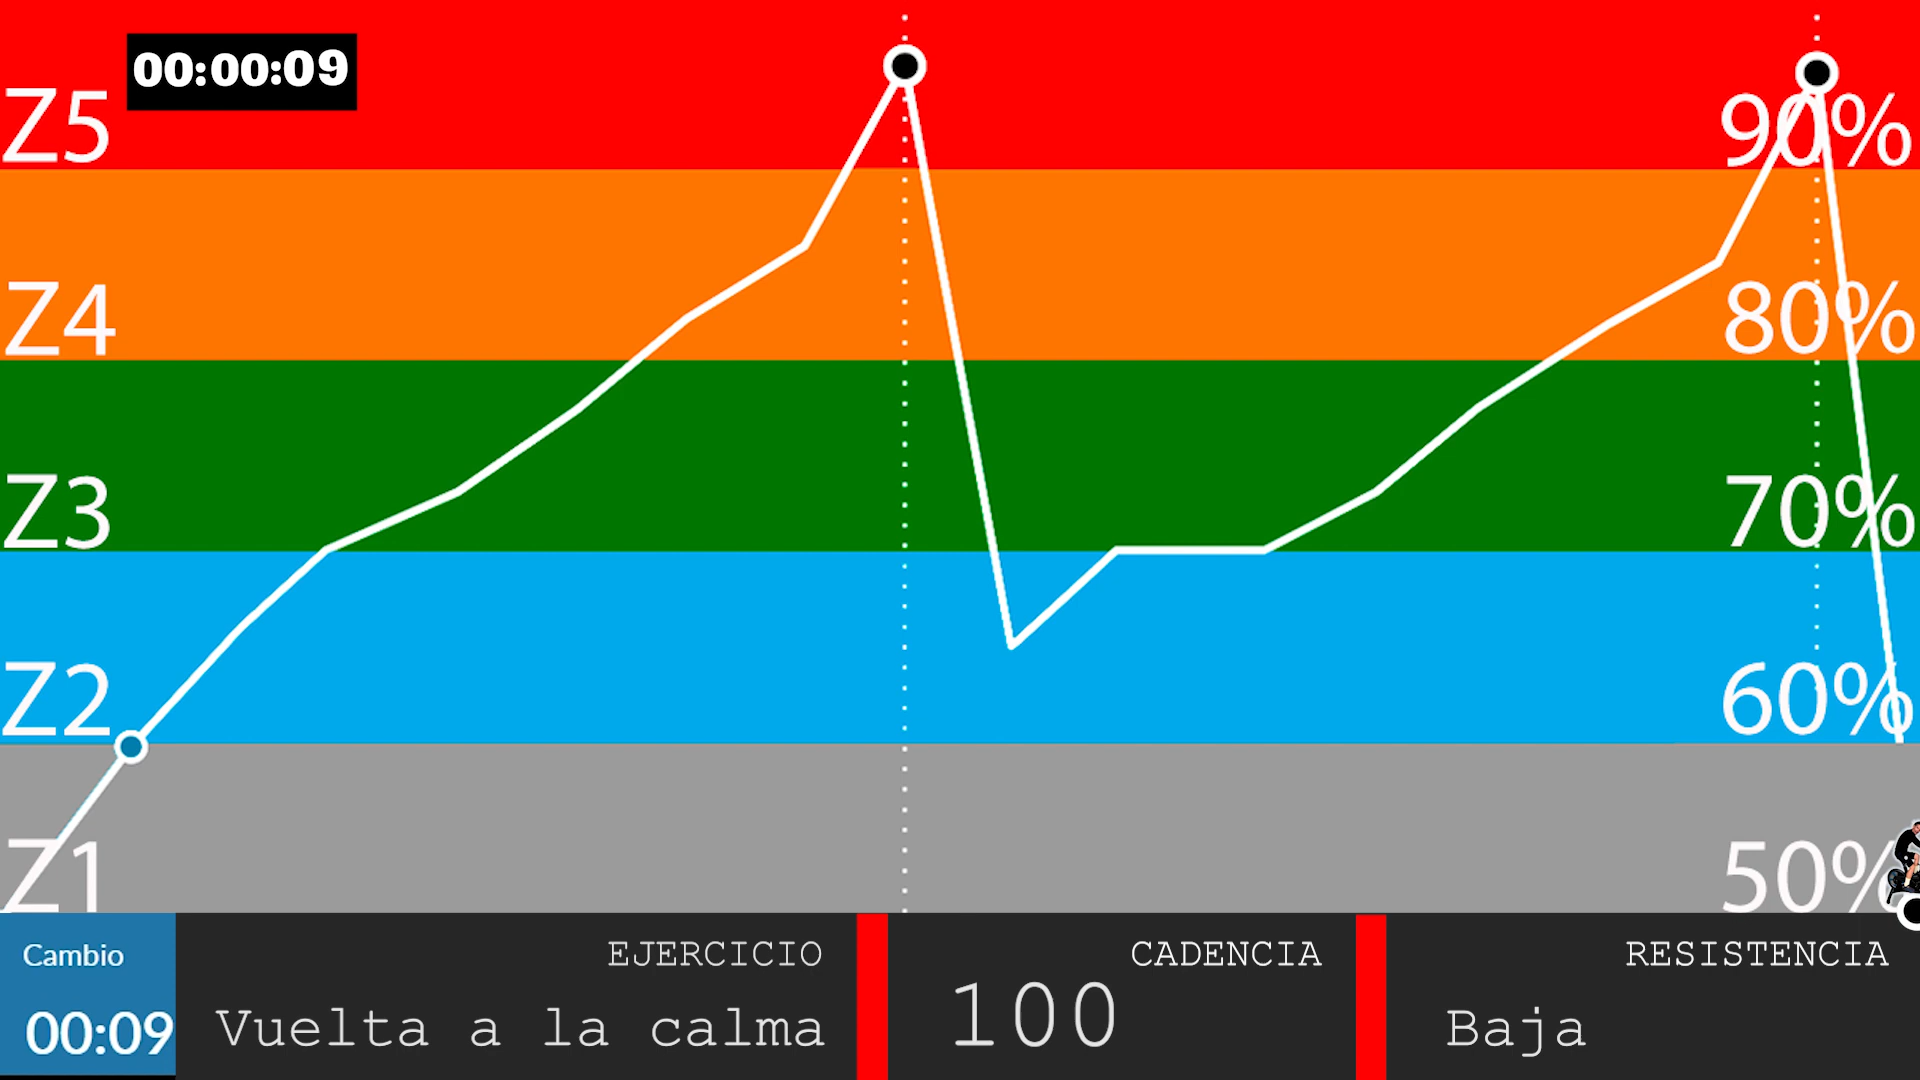 00:00:09
Z5
90%
Z4
80%
Z3
70%
Z2
60%
Z1
50%
Cambio
00:09
EJERCICIO
Vuelta a la calma
CADENCIA
100
RESISTENCIA
Baja